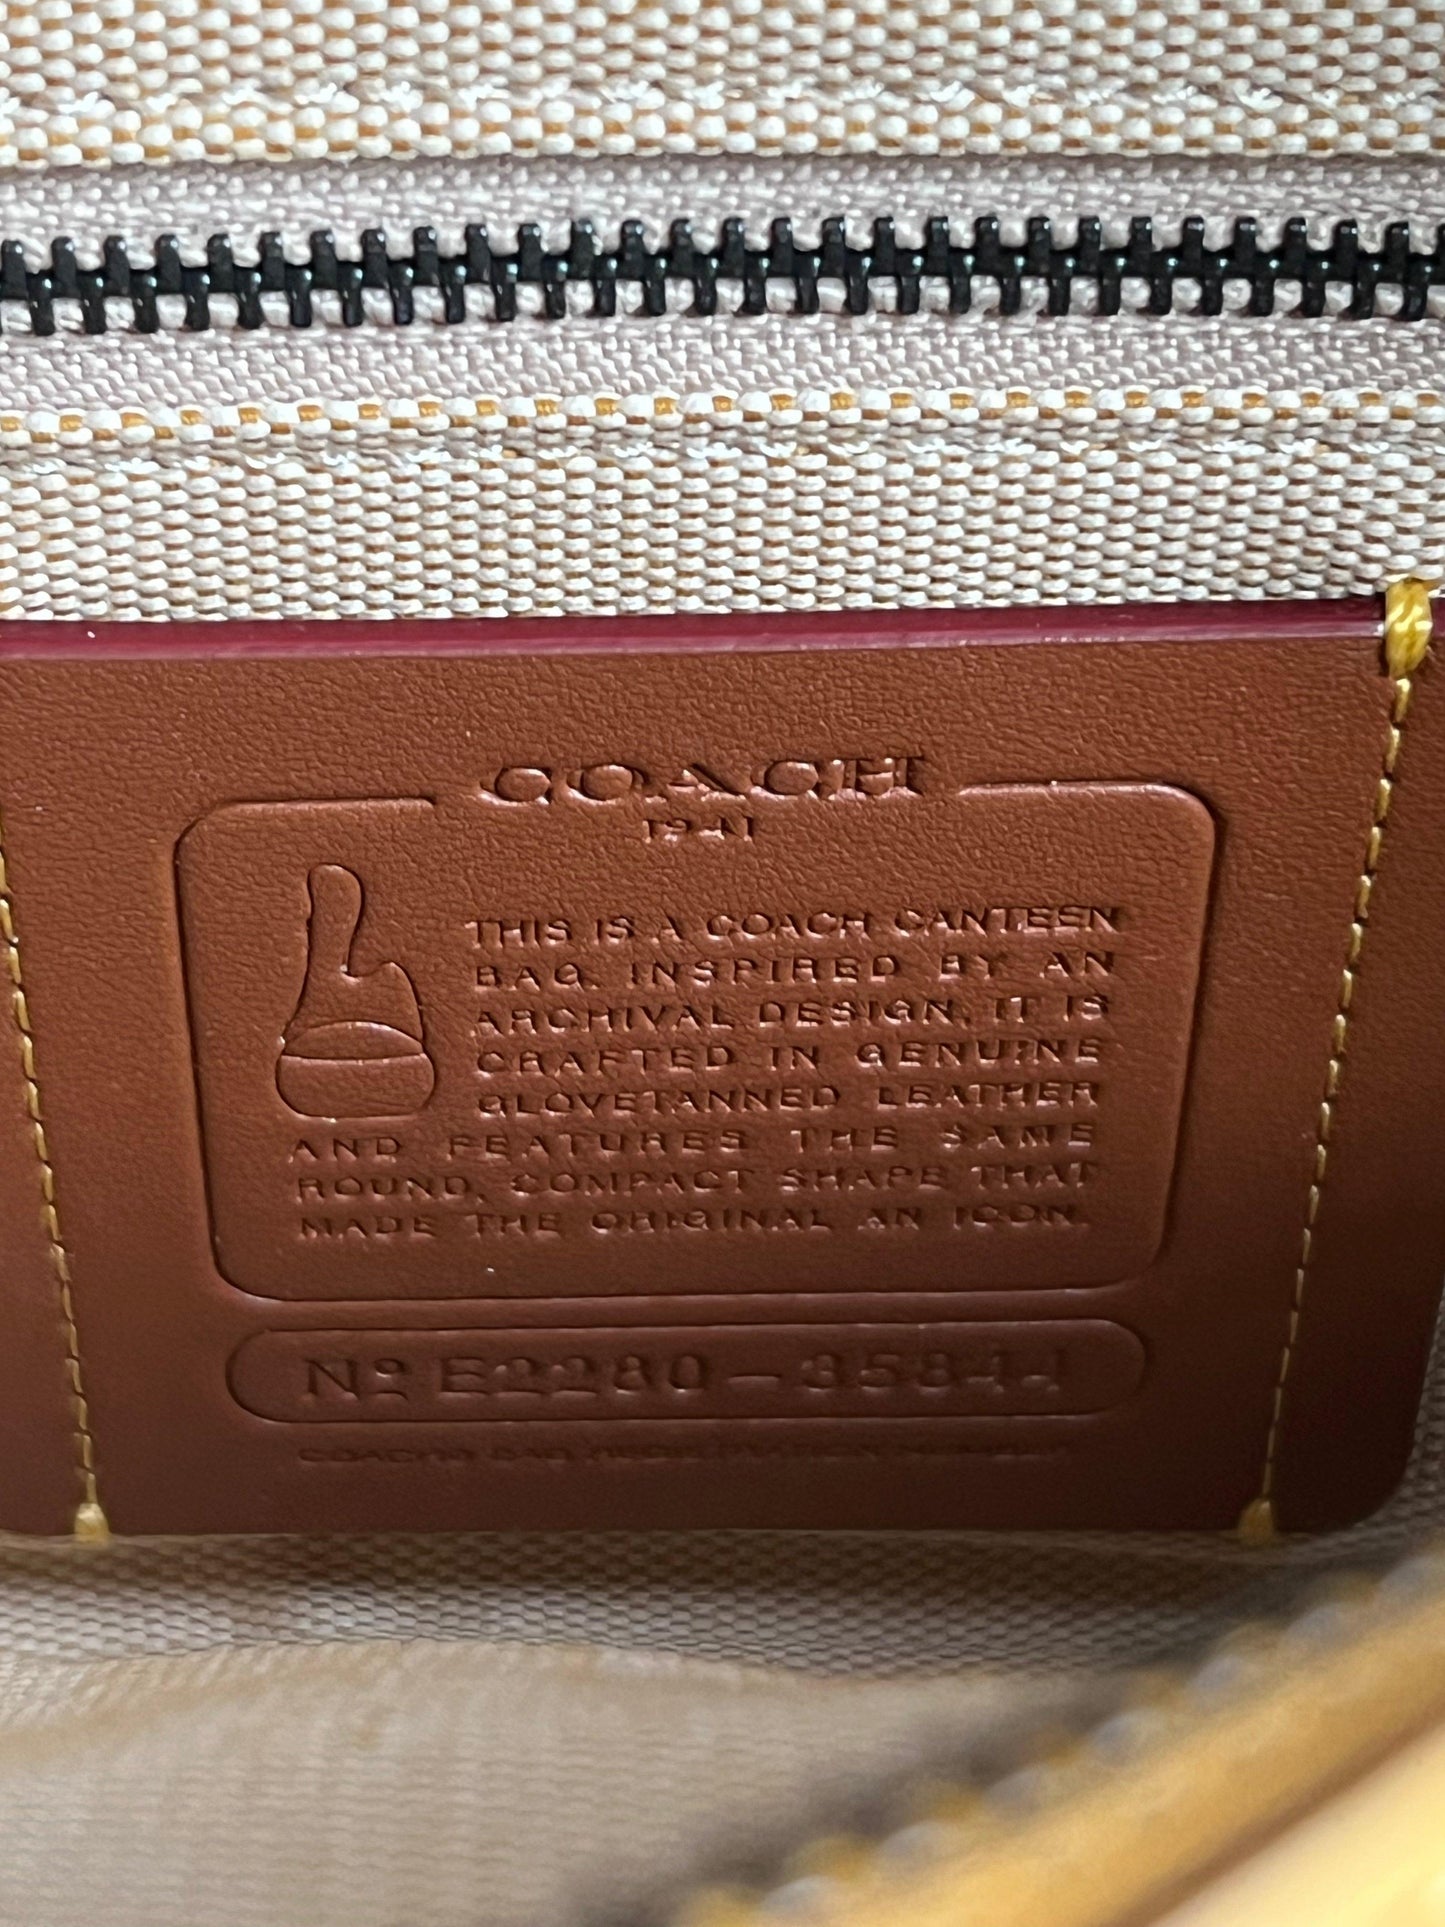 COACH
1941
THIS IS A COACH CANTEEN
BAG. INSPIRED BY AN
ARCHIVAL DESIGN, IT IS
CRAFTED IN GENUINE
GLOVETANNED LEATHER
AND FEATURES THE SAME
ROUND, COMPACT SHAPE THAT
MADE THE ORIGINAL AN ICON.
Nº E2280-35844